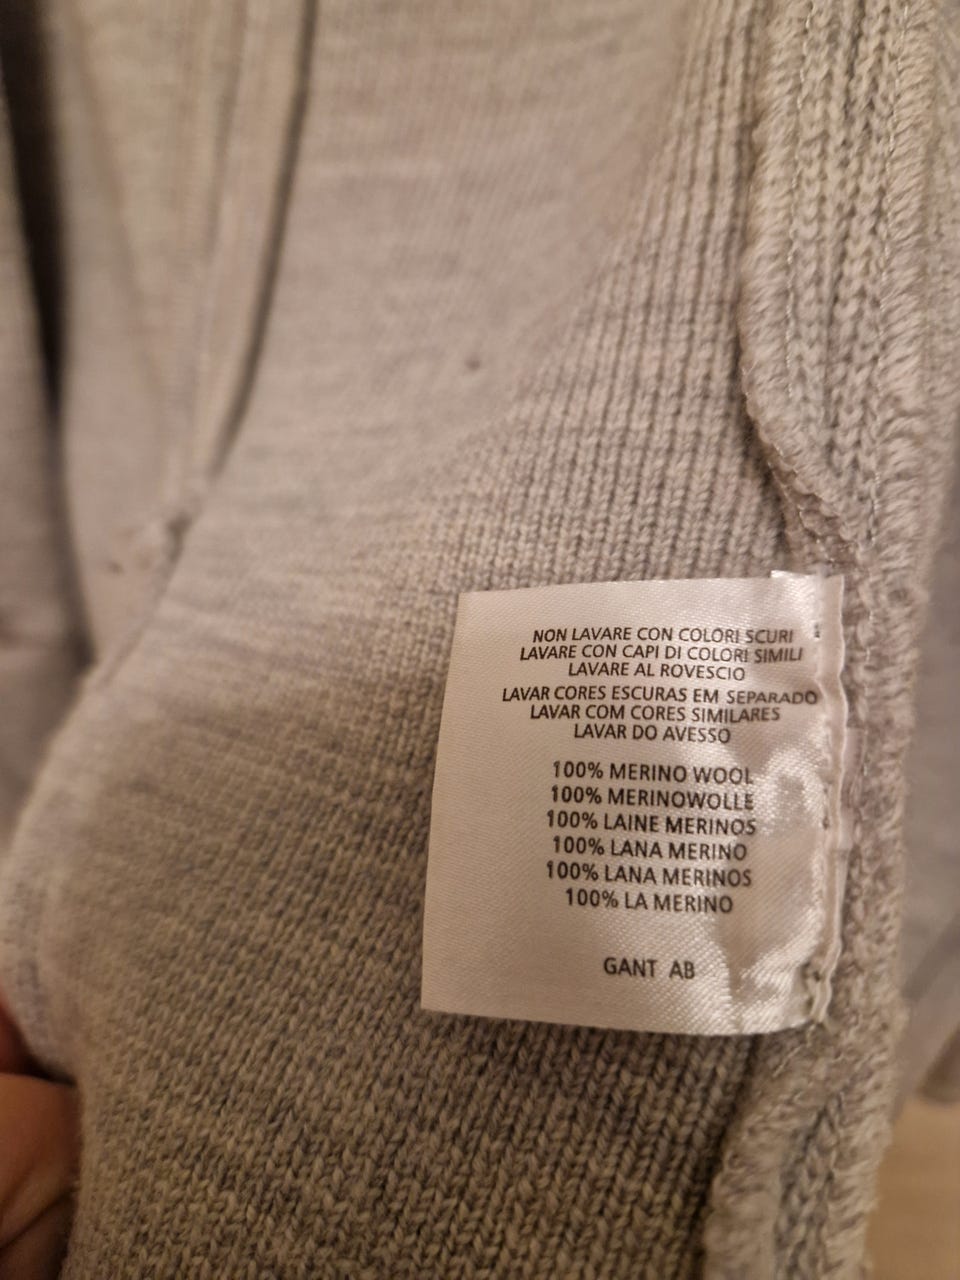 NON LAVARE CON COLORI SCURI
LAVARE CON CAPI DI COLORI SIMILI
LAVARE AL ROVESCIO
LAVAR CORES ESCURAS EM SEPARADO
LAVAR COM CORES SIMILARES
LAVAR DO AVESSO
100% MERINO WOOL
100% MERINOWOLLE
100% LAINE MERINOS
100% LANA MERINO
100% LANA MERINOS
100% LA MERINO
GANT AB